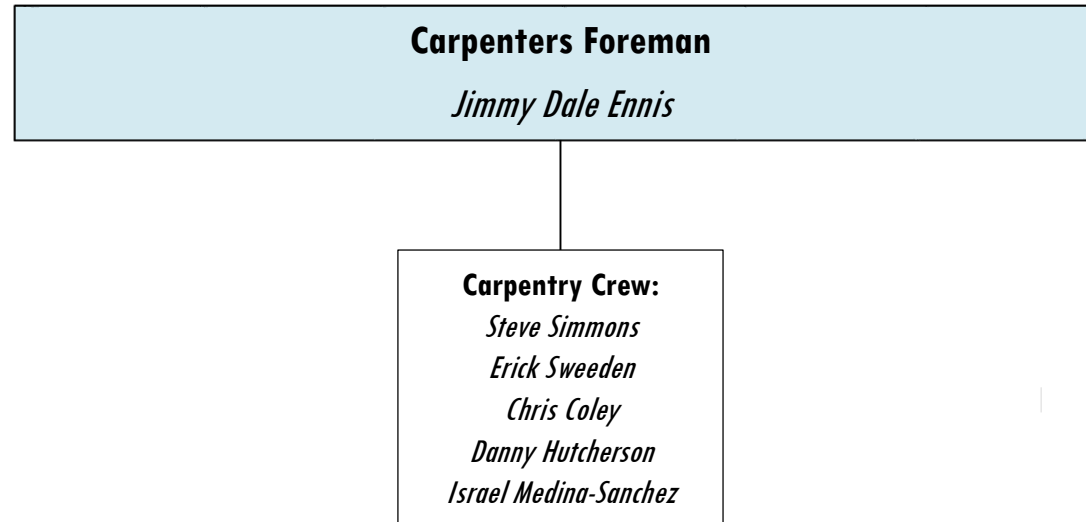 Carpenters Foreman
Jimmy Dale Ennis
Carpentry Crew:
Steve Simmons
Erick Sweeden
Chris Coley
Danny Hutcherson
Israel Medina-Sanchez